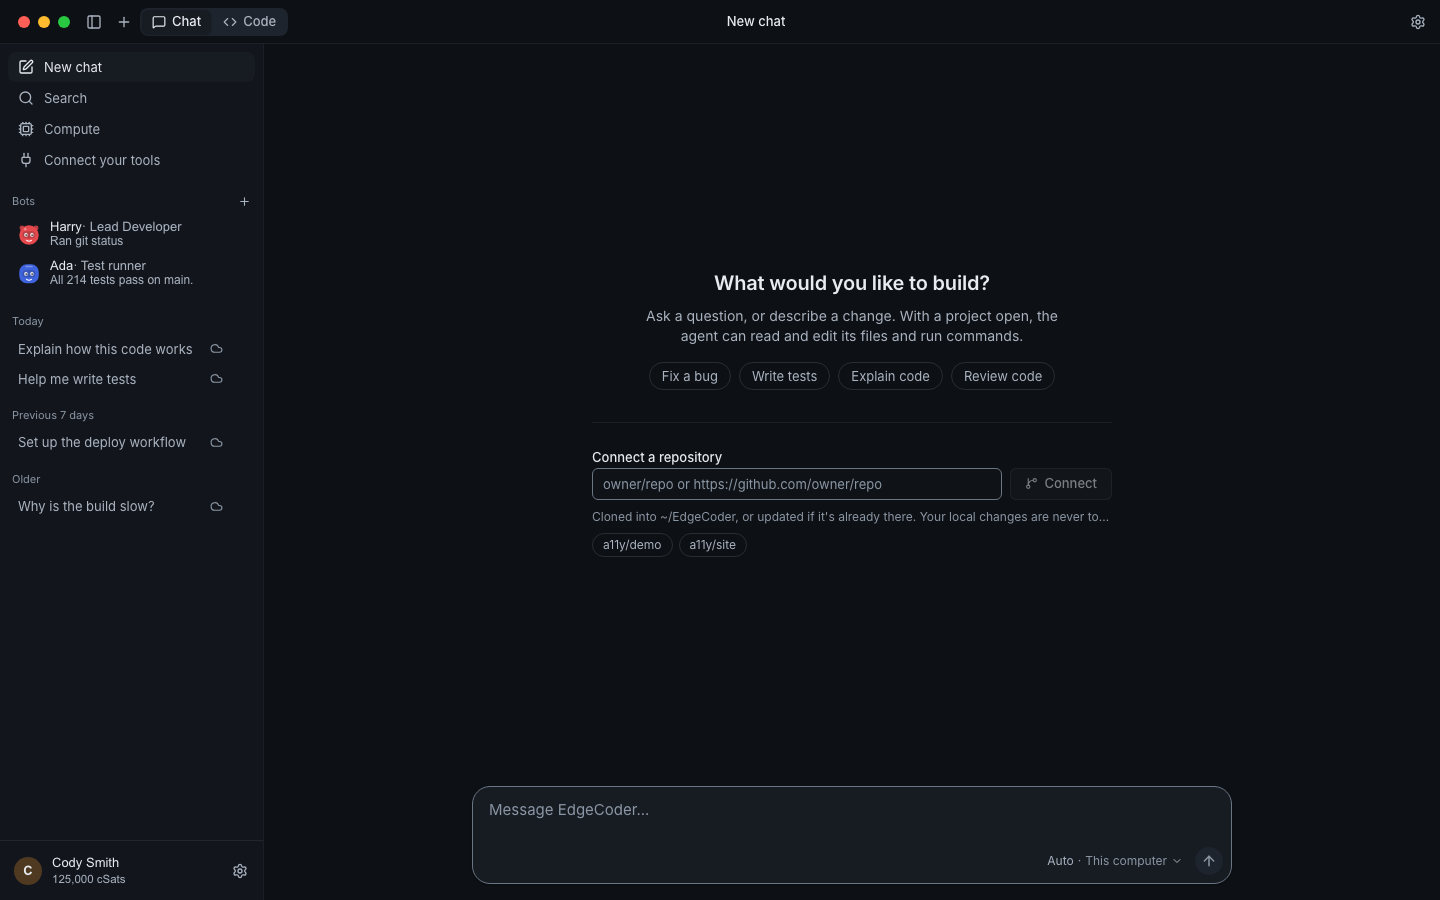 Chat
Code
New chat
New chat
Search
Compute
Connect your tools
Bots
Harry· Lead Developer
Ran git status
Ada· Test runner
All 214 tests pass on main.
Today
Explain how this code works
Help me write tests
Previous 7 days
Set up the deploy workflow
Older
Why is the build slow?
C
Cody Smith
125,000 cSats
What would you like to build?
Ask a question, or describe a change. With a project open, the
agent can read and edit its files and run commands.
Fix a bug
Write tests
Explain code
Review code
Connect a repository
owner/repo or https://github.com/owner/repo
Connect
Cloned into ~/EdgeCoder, or updated if it's already there. Your local changes are never to...
a11y/demo
a11y/site
Message EdgeCoder...
Auto · This computer